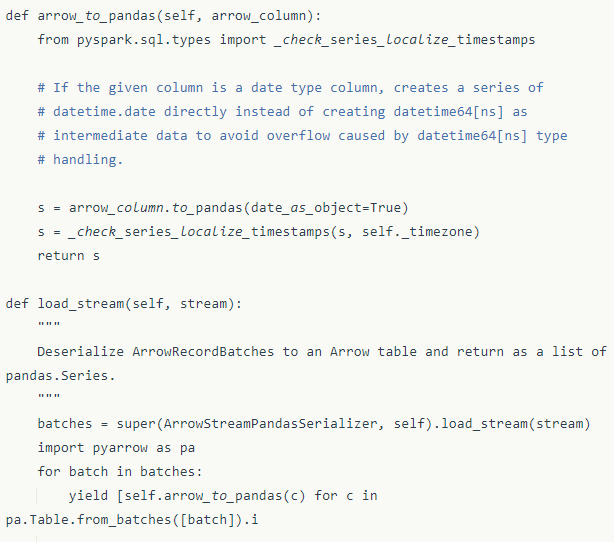 def arrow_to_pandas(self, arrow_column):
    from pyspark.sql.types import _check_series_localize_timestamps

    # If the given column is a date type column, creates a series of
    # datetime.date directly instead of creating datetime64[ns] as
    # intermediate data to avoid overflow caused by datetime64[ns] type
    # handling.

    s = arrow_column.to_pandas(date_as_object=True)
    s = _check_series_localize_timestamps(s, self._timezone)
    return s

def load_stream(self, stream):
    """
    Deserialize ArrowRecordBatches to an Arrow table and return as a list of
pandas.Series.
    """
    batches = super(ArrowStreamPandasSerializer, self).load_stream(stream)
    import pyarrow as pa
    for batch in batches:
        yield [self.arrow_to_pandas(c) for c in
pa.Table.from_batches([batch]).i